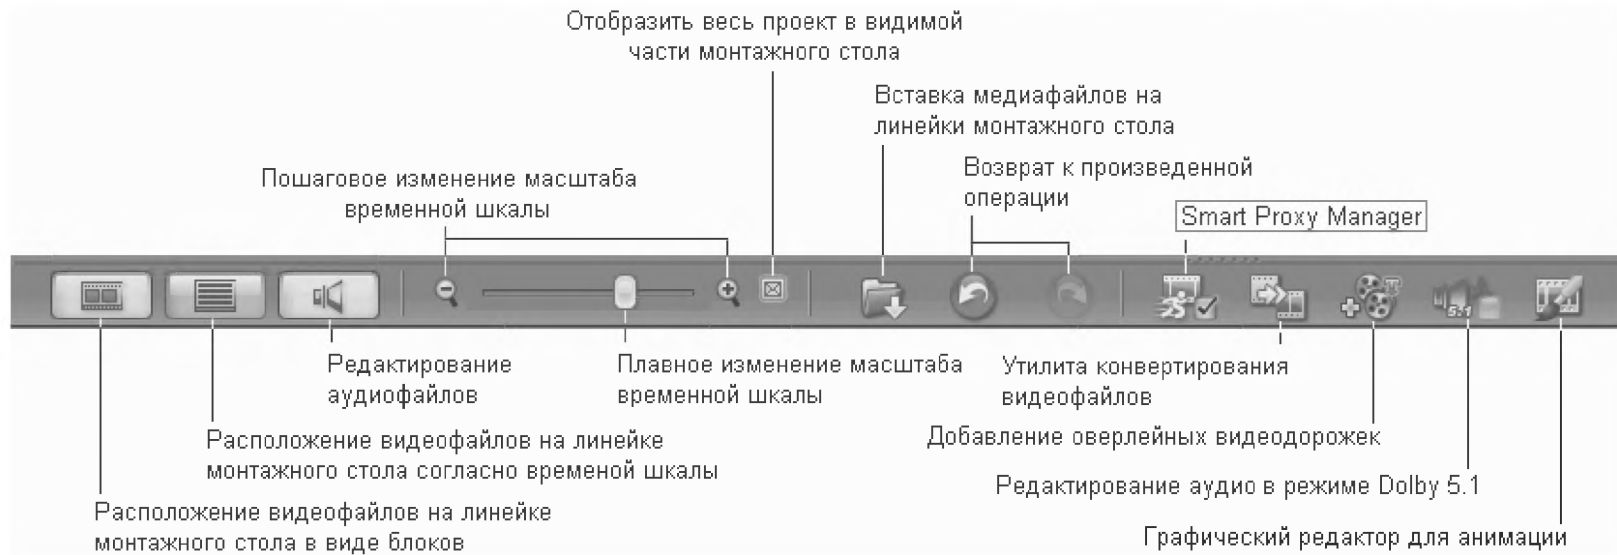 Отобразить весь проект в видимой
части монтажного стола
Вставка медиафайлов на
линейки монтажного стола
Возврат к произведенной
операции
Пошаговое изменение масштаба
временной шкалы
Smart Proxy Manager
5.1
Редактирование
аудиофайлов
Плавное изменение масштаба
временной шкалы
Утилита конвертирования
видеофайлов
Добавление оверлейных видеодорожек
Расположение видеофайлов на линейке
монтажного стола согласно временой шкалы
Редактирование аудио в режиме Dolby 5.1
Расположение видеофайлов на линейке
монтажного стола в виде блоков
Графический редактор для анимации